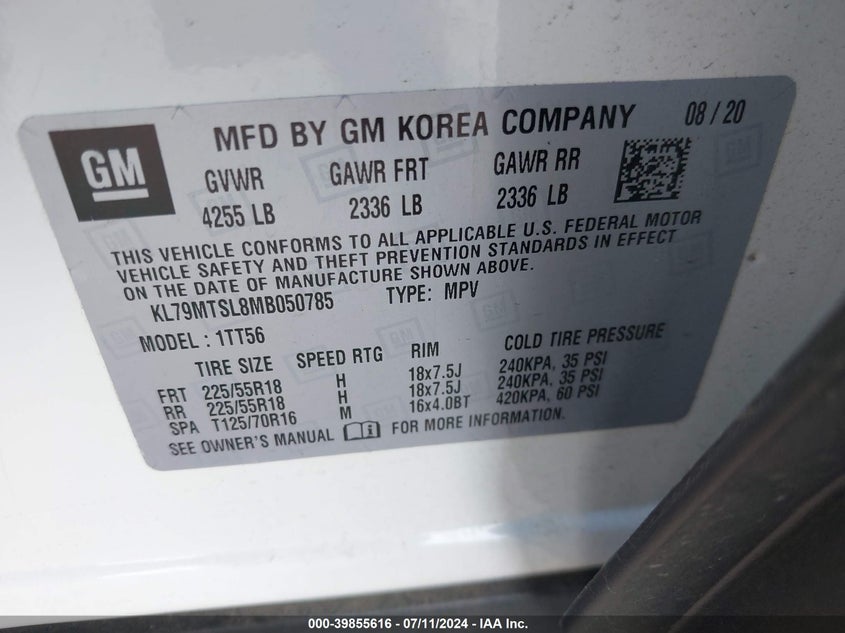 GM
MFD BY GM KOREA COMPANY 08/20
GVWR GAWR FRT GAWR RR
4255 LB 2336 LB 2336 LB
THIS VEHICLE CONFORMS TO ALL APPLICABLE U.S. FEDERAL MOTOR
VEHICLE SAFETY AND THEFT PREVENTION STANDARDS IN EFFECT
ON THE DATE OF MANUFACTURE SHOWN ABOVE.
KL79MTSL8MB050785 TYPE: MPV
MODEL : 1TT56
TIRE SIZE SPEED RTG RIM COLD TIRE PRESSURE
FRT 225/55R18 H 18x7.5J 240KPA, 35 PSI
RR 225/55R18 H 18x7.5J 240KPA, 35 PSI
SPA T125/70R16 M 16x4.0BT 420KPA, 60 PSI
SEE OWNER'S MANUAL FOR MORE INFORMATION.
000-39855616 - 07/11/2024 - IAA Inc.